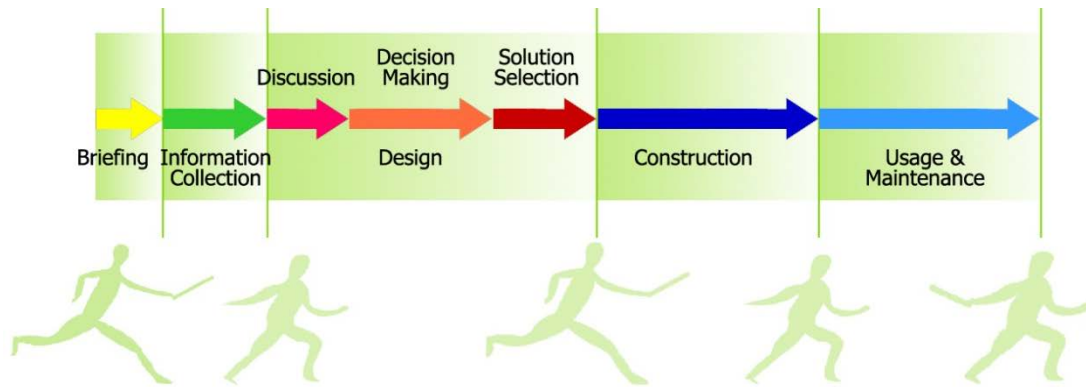 Discussion
Decision
Making
Solution
Selection
Briefing
Information
Collection
Design
Construction
Usage &
Maintenance